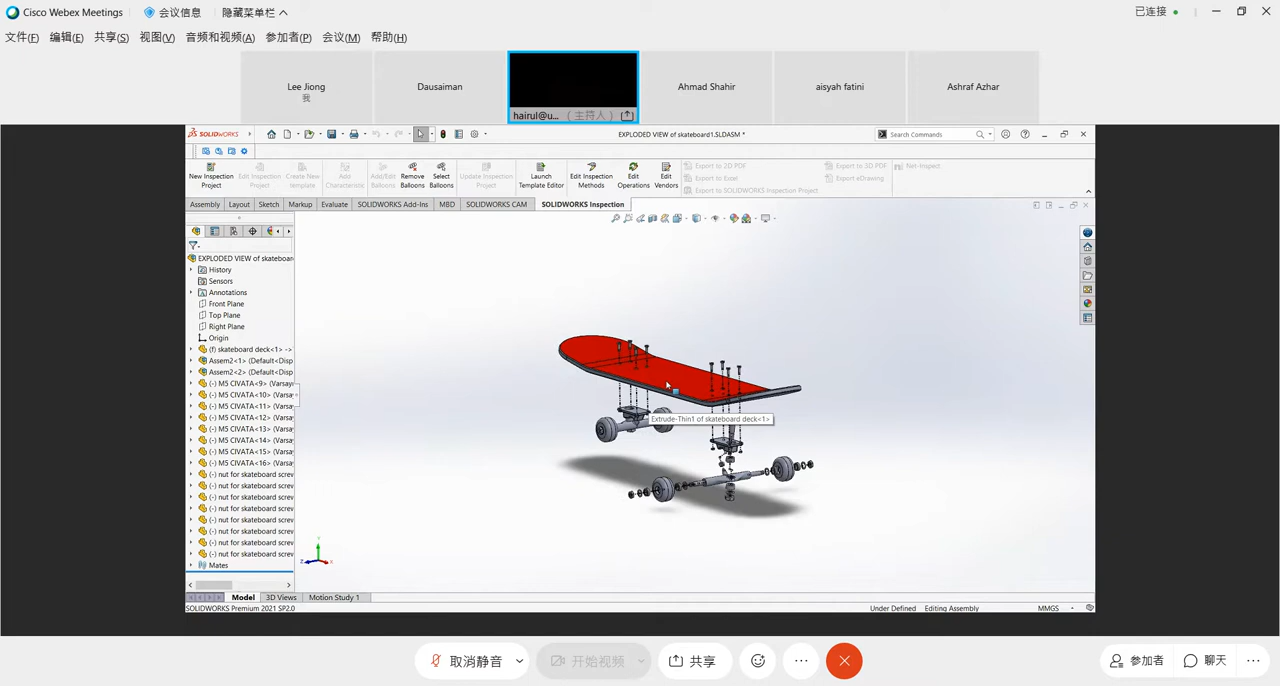 Cisco Webex Meetings 会议信息 隐藏菜单栏
已连接
文件(F) 编辑(E) 共享(S) 视图(V) 音频和视频(A) 参加者(P) 会议(M) 帮助(H)
Lee Jiong
我
Dausaiman
hairul@u... (主持人)
Ahmad Shahir
aisyah fatini
Ashraf Azhar
SOLIDWORKS
EXPLODED VIEW of skateboard1.SLDASM *
Search Commands
New Inspection Project
Edit Inspection Project
Create New template
Add Characteristic
Add/Edit Balloons
Remove Balloons
Select Balloons
Update Inspection Project
Launch Template Editor
Edit Inspection Methods
Edit Operations
Edit Vendors
Export to 2D PDF
Export to Excel
Export to SOLIDWORKS Inspection Project
Export to 3D PDF
Export eDrawing
Net-Inspect
Assembly Layout Sketch Markup Evaluate SOLIDWORKS Add-Ins MBD SOLIDWORKS CAM SOLIDWORKS Inspection
EXPLODED VIEW of skateboar
History
Sensors
Annotations
Front Plane
Top Plane
Right Plane
Origin
(f) skateboard deck<1> ->
Assem2<1> (Default<Disp
Assem2<2> (Default<Disp
(-) M5 CIVATA<9> (Varsay
(-) M5 CIVATA<10> (Varsa
(-) M5 CIVATA<11> (Varsa
(-) M5 CIVATA<12> (Varsa
(-) M5 CIVATA<13> (Varsa
(-) M5 CIVATA<14> (Varsa
(-) M5 CIVATA<15> (Varsa
(-) M5 CIVATA<16> (Varsa
(-) nut for skateboard screw
(-) nut for skateboard screw
(-) nut for skateboard screw
(-) nut for skateboard screw
(-) nut for skateboard screw
(-) nut for skateboard screw
(-) nut for skateboard screw
(-) nut for skateboard screw
Mates
Extrude-Thin1 of skateboard deck<1>
Model 3D Views Motion Study 1
SOLIDWORKS Premium 2021 SP2.0
Under Defined Editing Assembly MMGS
取消静音 开始视频 共享 参加者 聊天